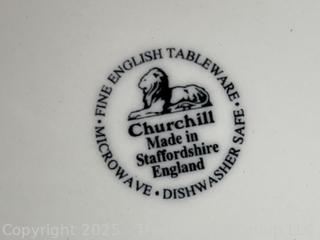 • FINE ENGLISH TABLEWARE •
Churchill
Made in
Staffordshire
England
• MICROWAVE • DISHWASHER SAFE •
Copyright 2025